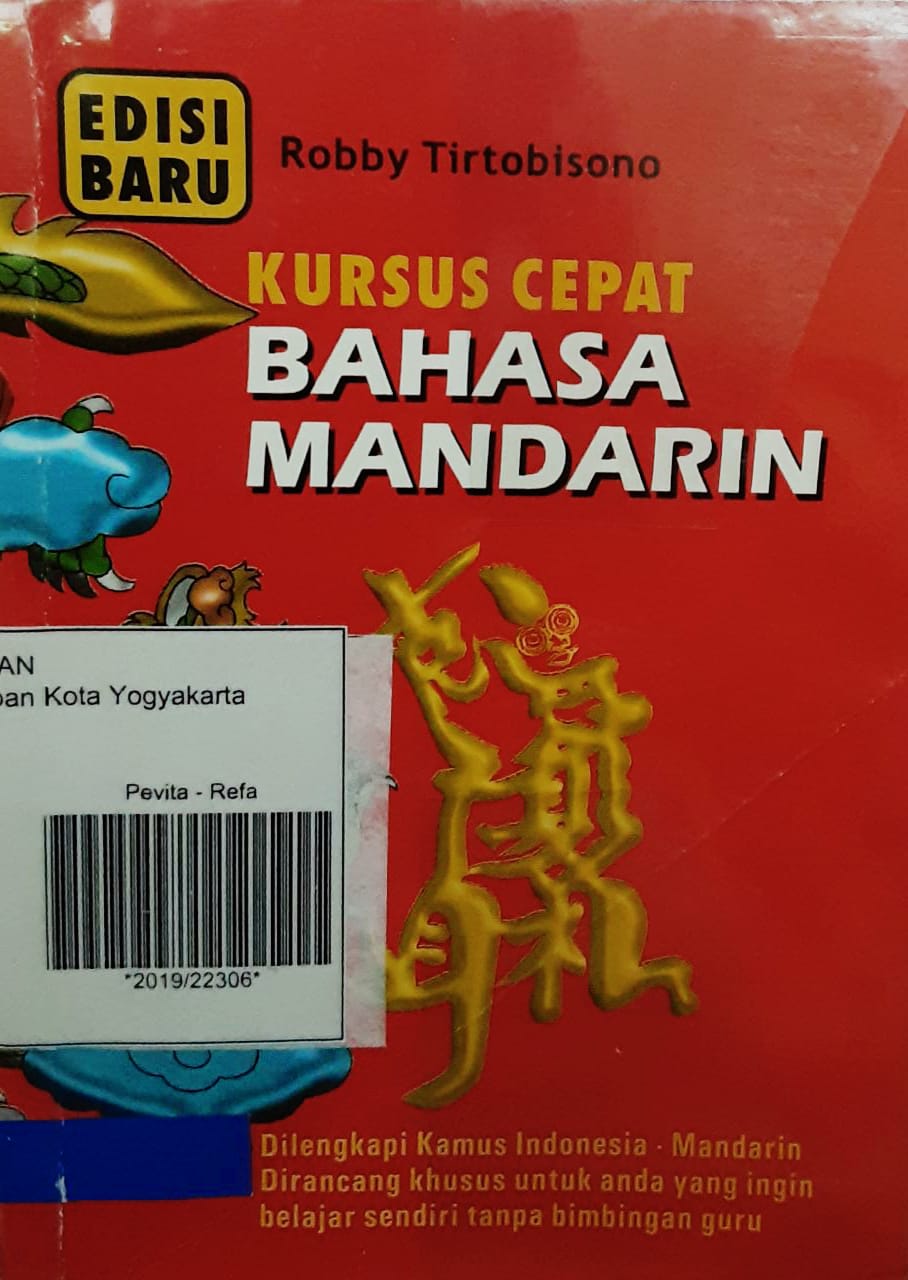 EDISI
BARU
Robby Tirtobisono
KURSUS CEPAT
BAHASA
MANDARIN
AN
an Kota Yogyakarta
Pevita - Refa
*2019/22306*
Dilengkapi Kamus Indonesia - Mandarin
Dirancang khusus untuk anda yang ingin
belajar sendiri tanpa bimbingan guru